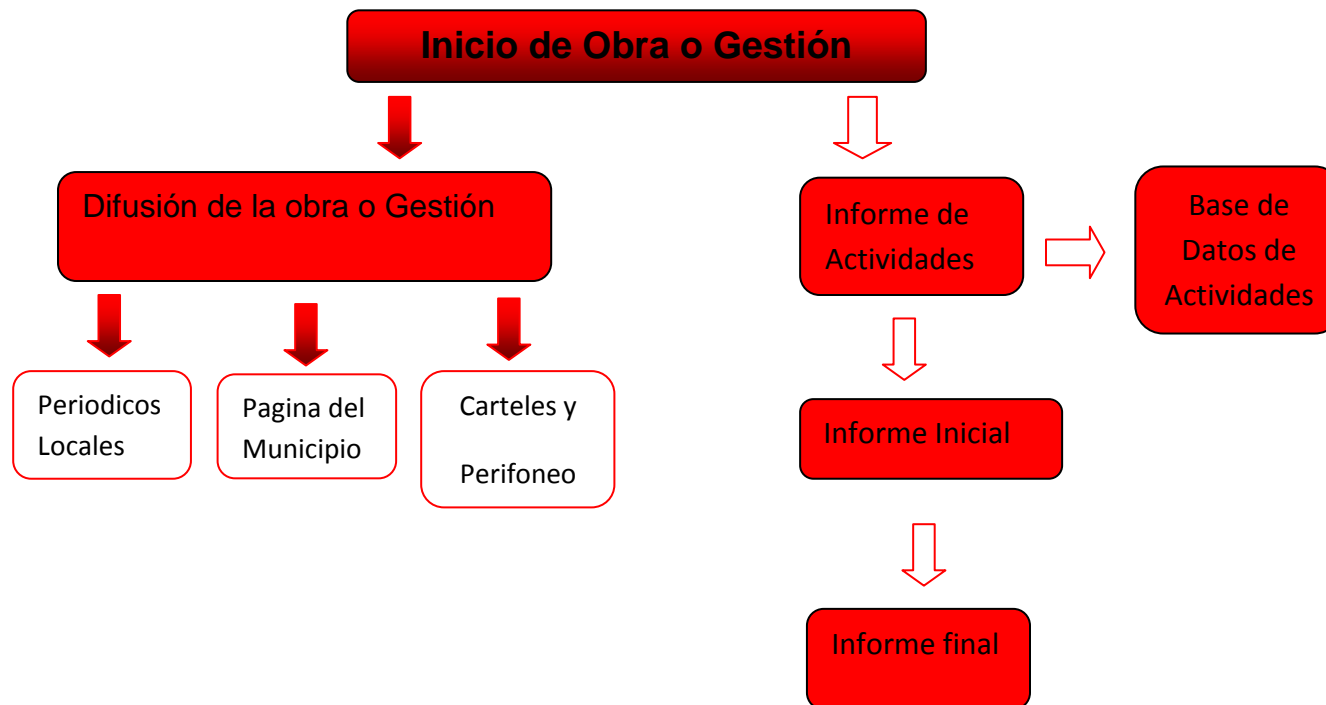 Inicio de Obra o Gestión
Difusión de la obra o Gestión
Informe de
Actividades
Base de
Datos de
Actividades
Periodicos
Locales
Pagina del
Municipio
Carteles y
Perifoneo
Informe Inicial
Informe final